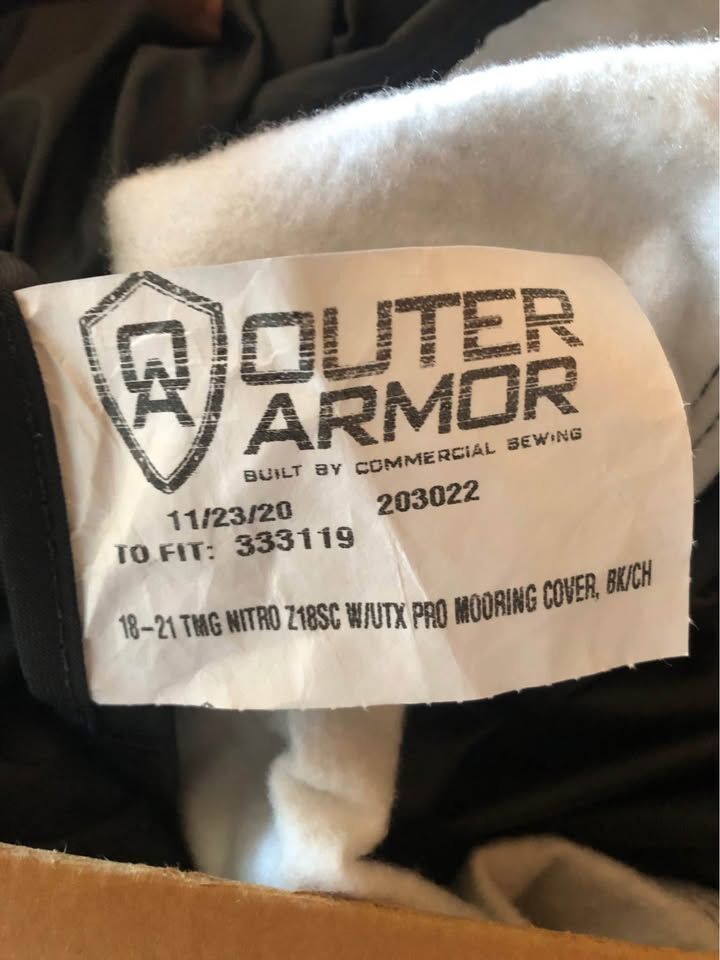 OA
OUTER
ARMOR
BUILT BY COMMERCIAL SEWING
11/23/20 203022
TO FIT: 333119
18-21 TMG NITRO Z18SC W/UTX PRO MOORING COVER, BK/CH